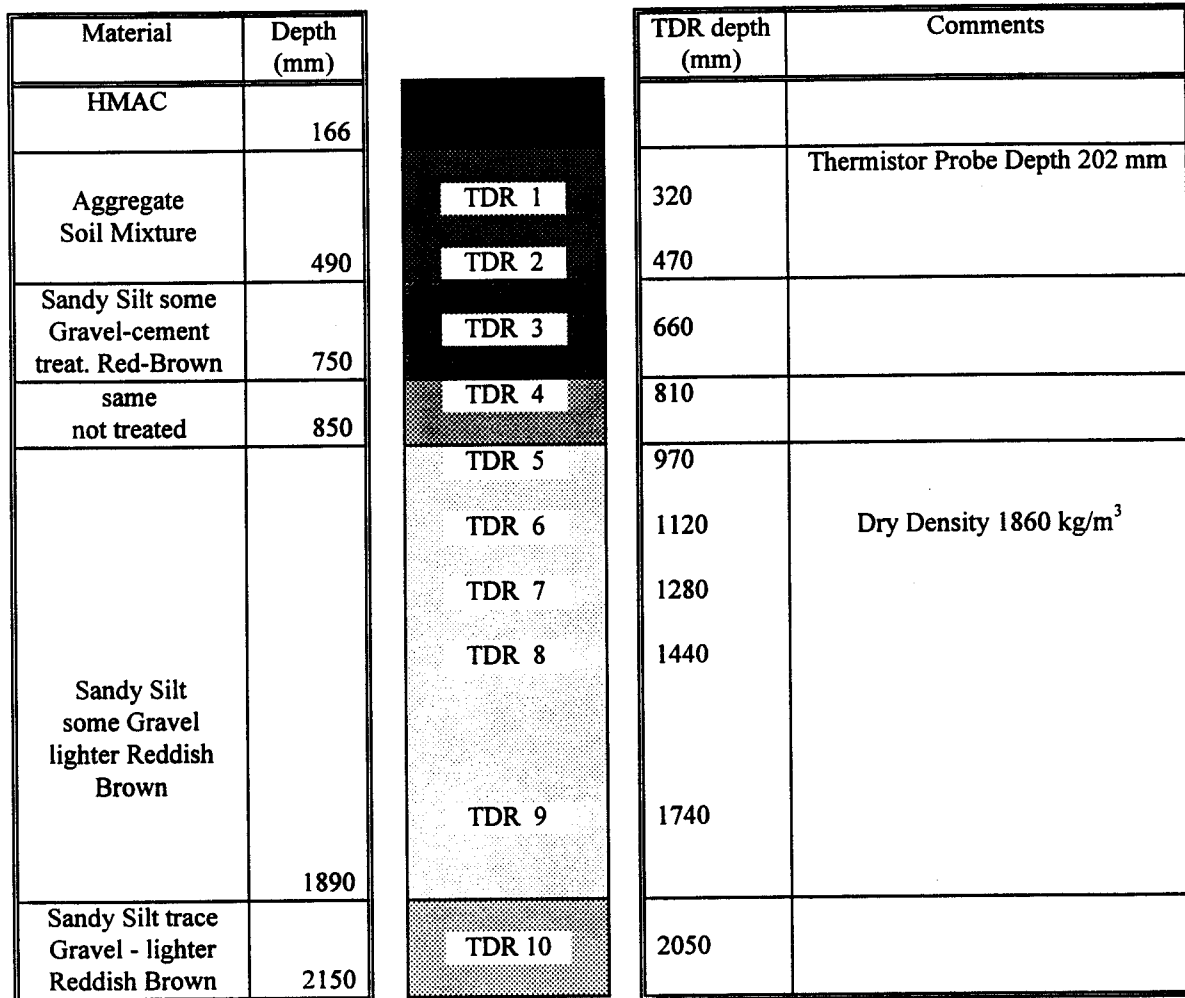 Material
Depth
(mm)
HMAC
166
Aggregate
Soil Mixture
490
Sandy Silt some
Gravel-cement
treat. Red-Brown
750
same
not treated
850
Sandy Silt
some Gravel
lighter Reddish
Brown
1890
Sandy Silt trace
Gravel - lighter
Reddish Brown
2150
TDR 1
TDR 2
TDR 3
TDR 4
TDR 5
TDR 6
TDR 7
TDR 8
TDR 9
TDR 10
TDR depth
(mm)
Comments
Thermistor Probe Depth 202 mm
320
470
660
810
970
1120
Dry Density 1860 kg/m³
1280
1440
1740
2050